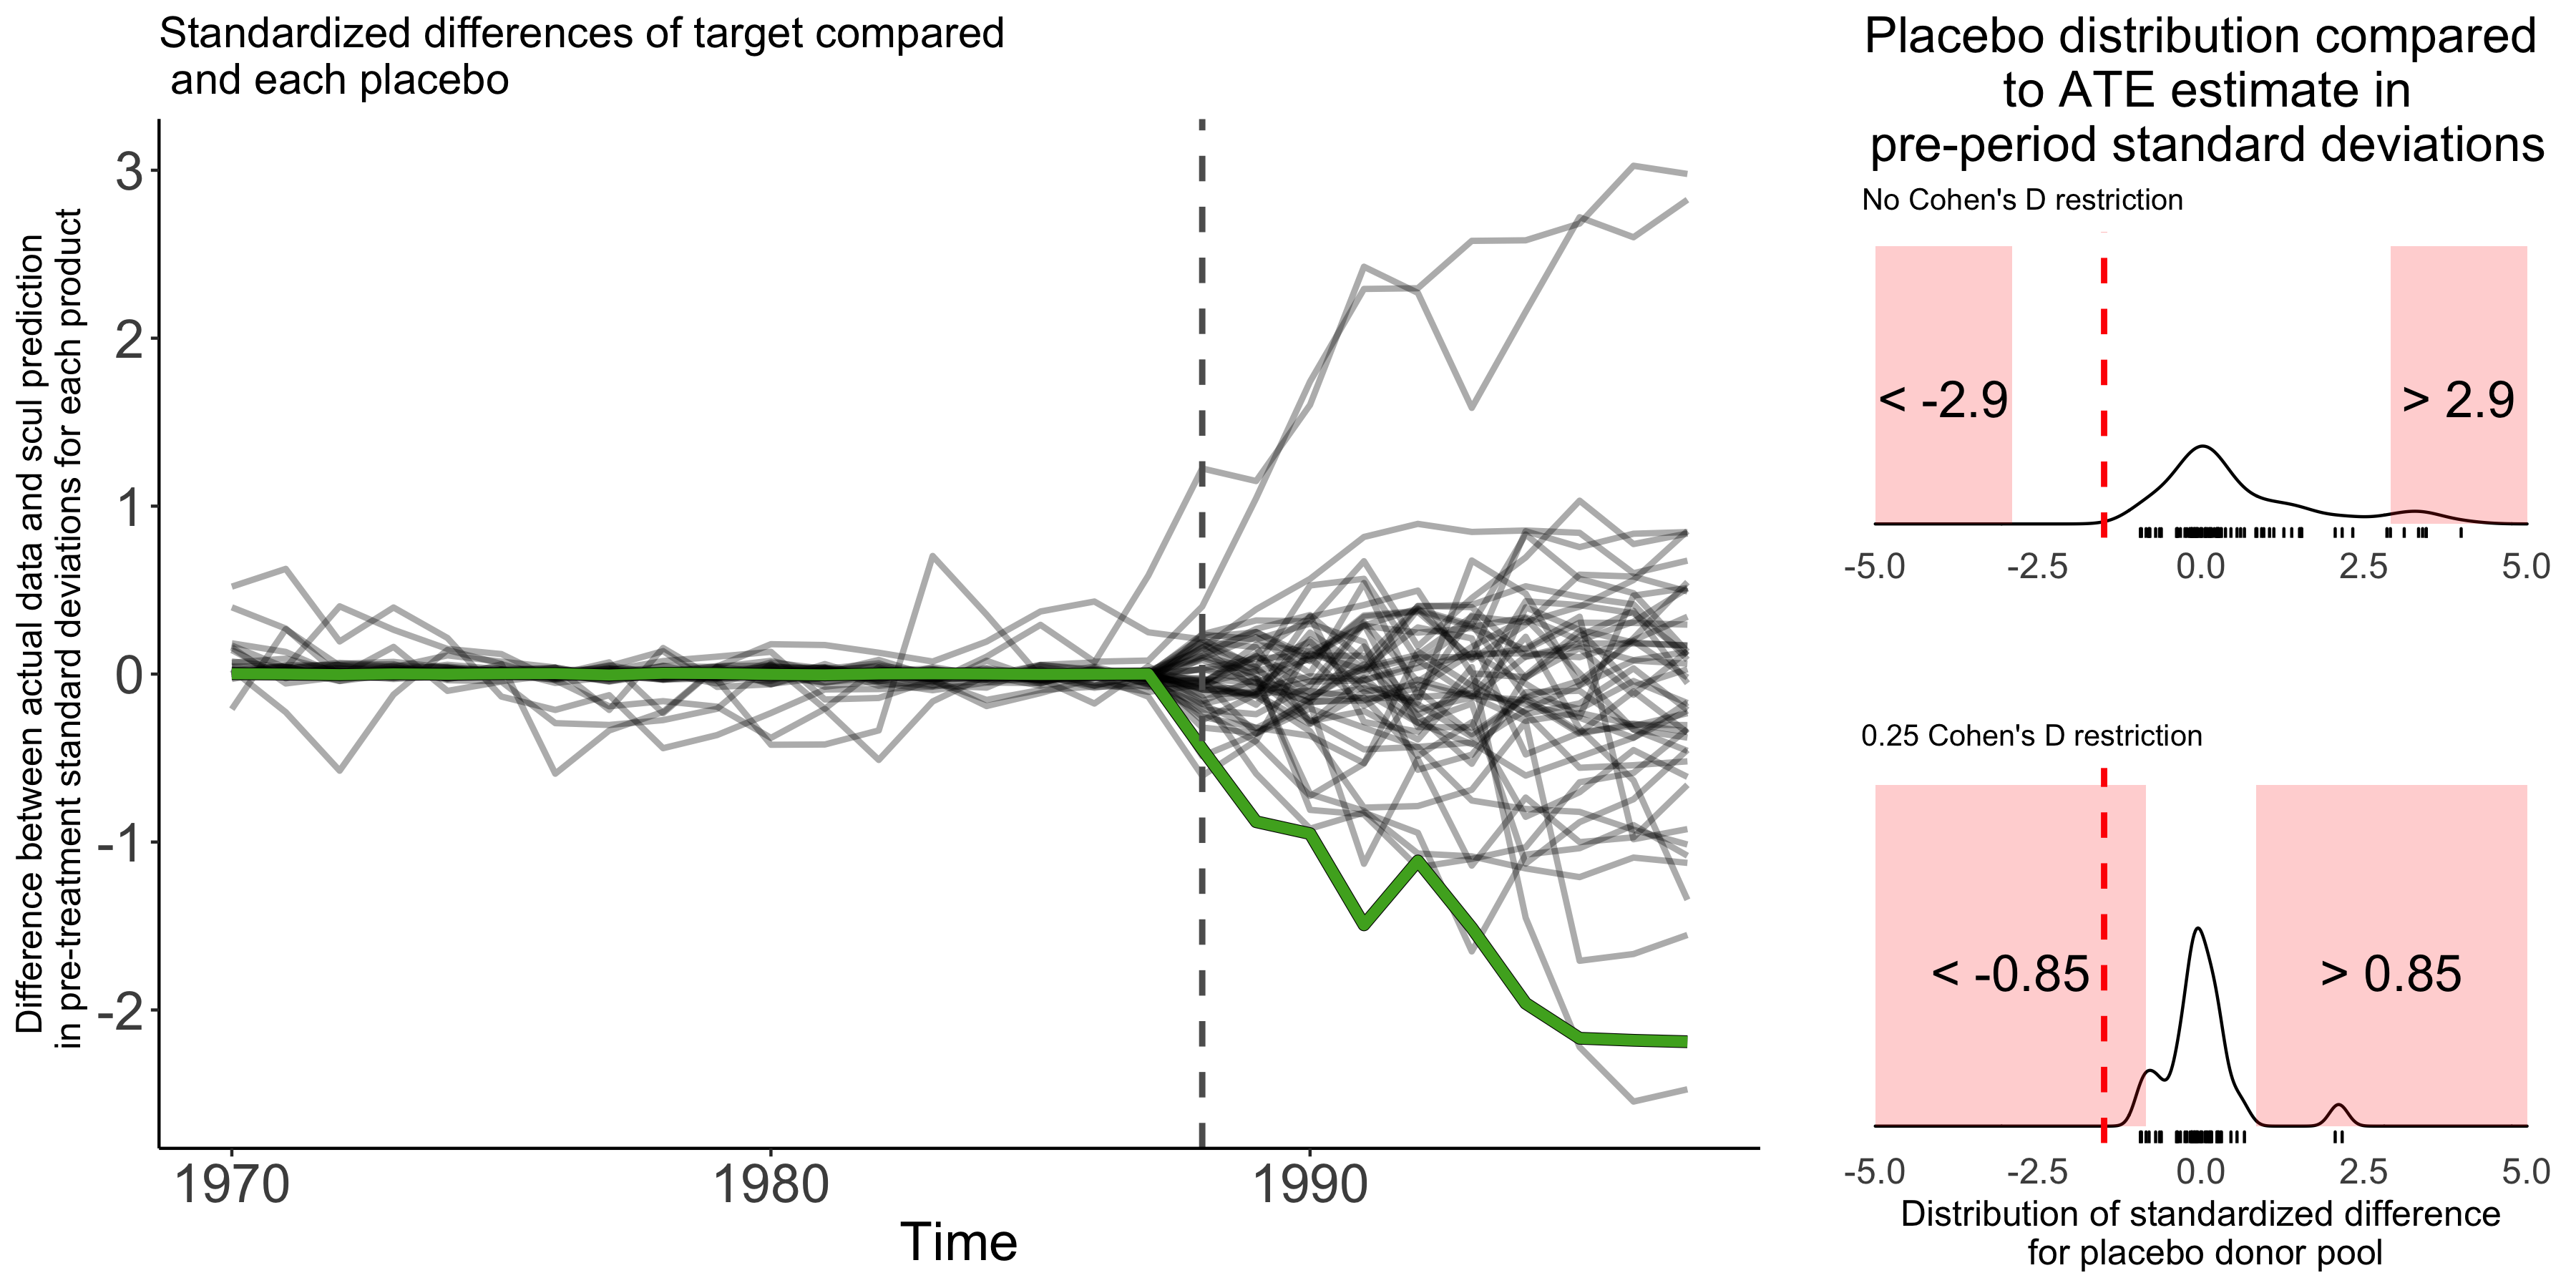 Standardized differences of target compared
and each placebo
Difference between actual data and scul prediction
in pre-treatment standard deviations for each product
3
2
1
0
-1
-2
1970
1980
1990
Time
Placebo distribution compared
to ATE estimate in
pre-period standard deviations
No Cohen's D restriction
< -2.9
> 2.9
-5.0
-2.5
0.0
2.5
5.0
0.25 Cohen's D restriction
< -0.85
> 0.85
-5.0
-2.5
0.0
2.5
5.0
Distribution of standardized difference
for placebo donor pool